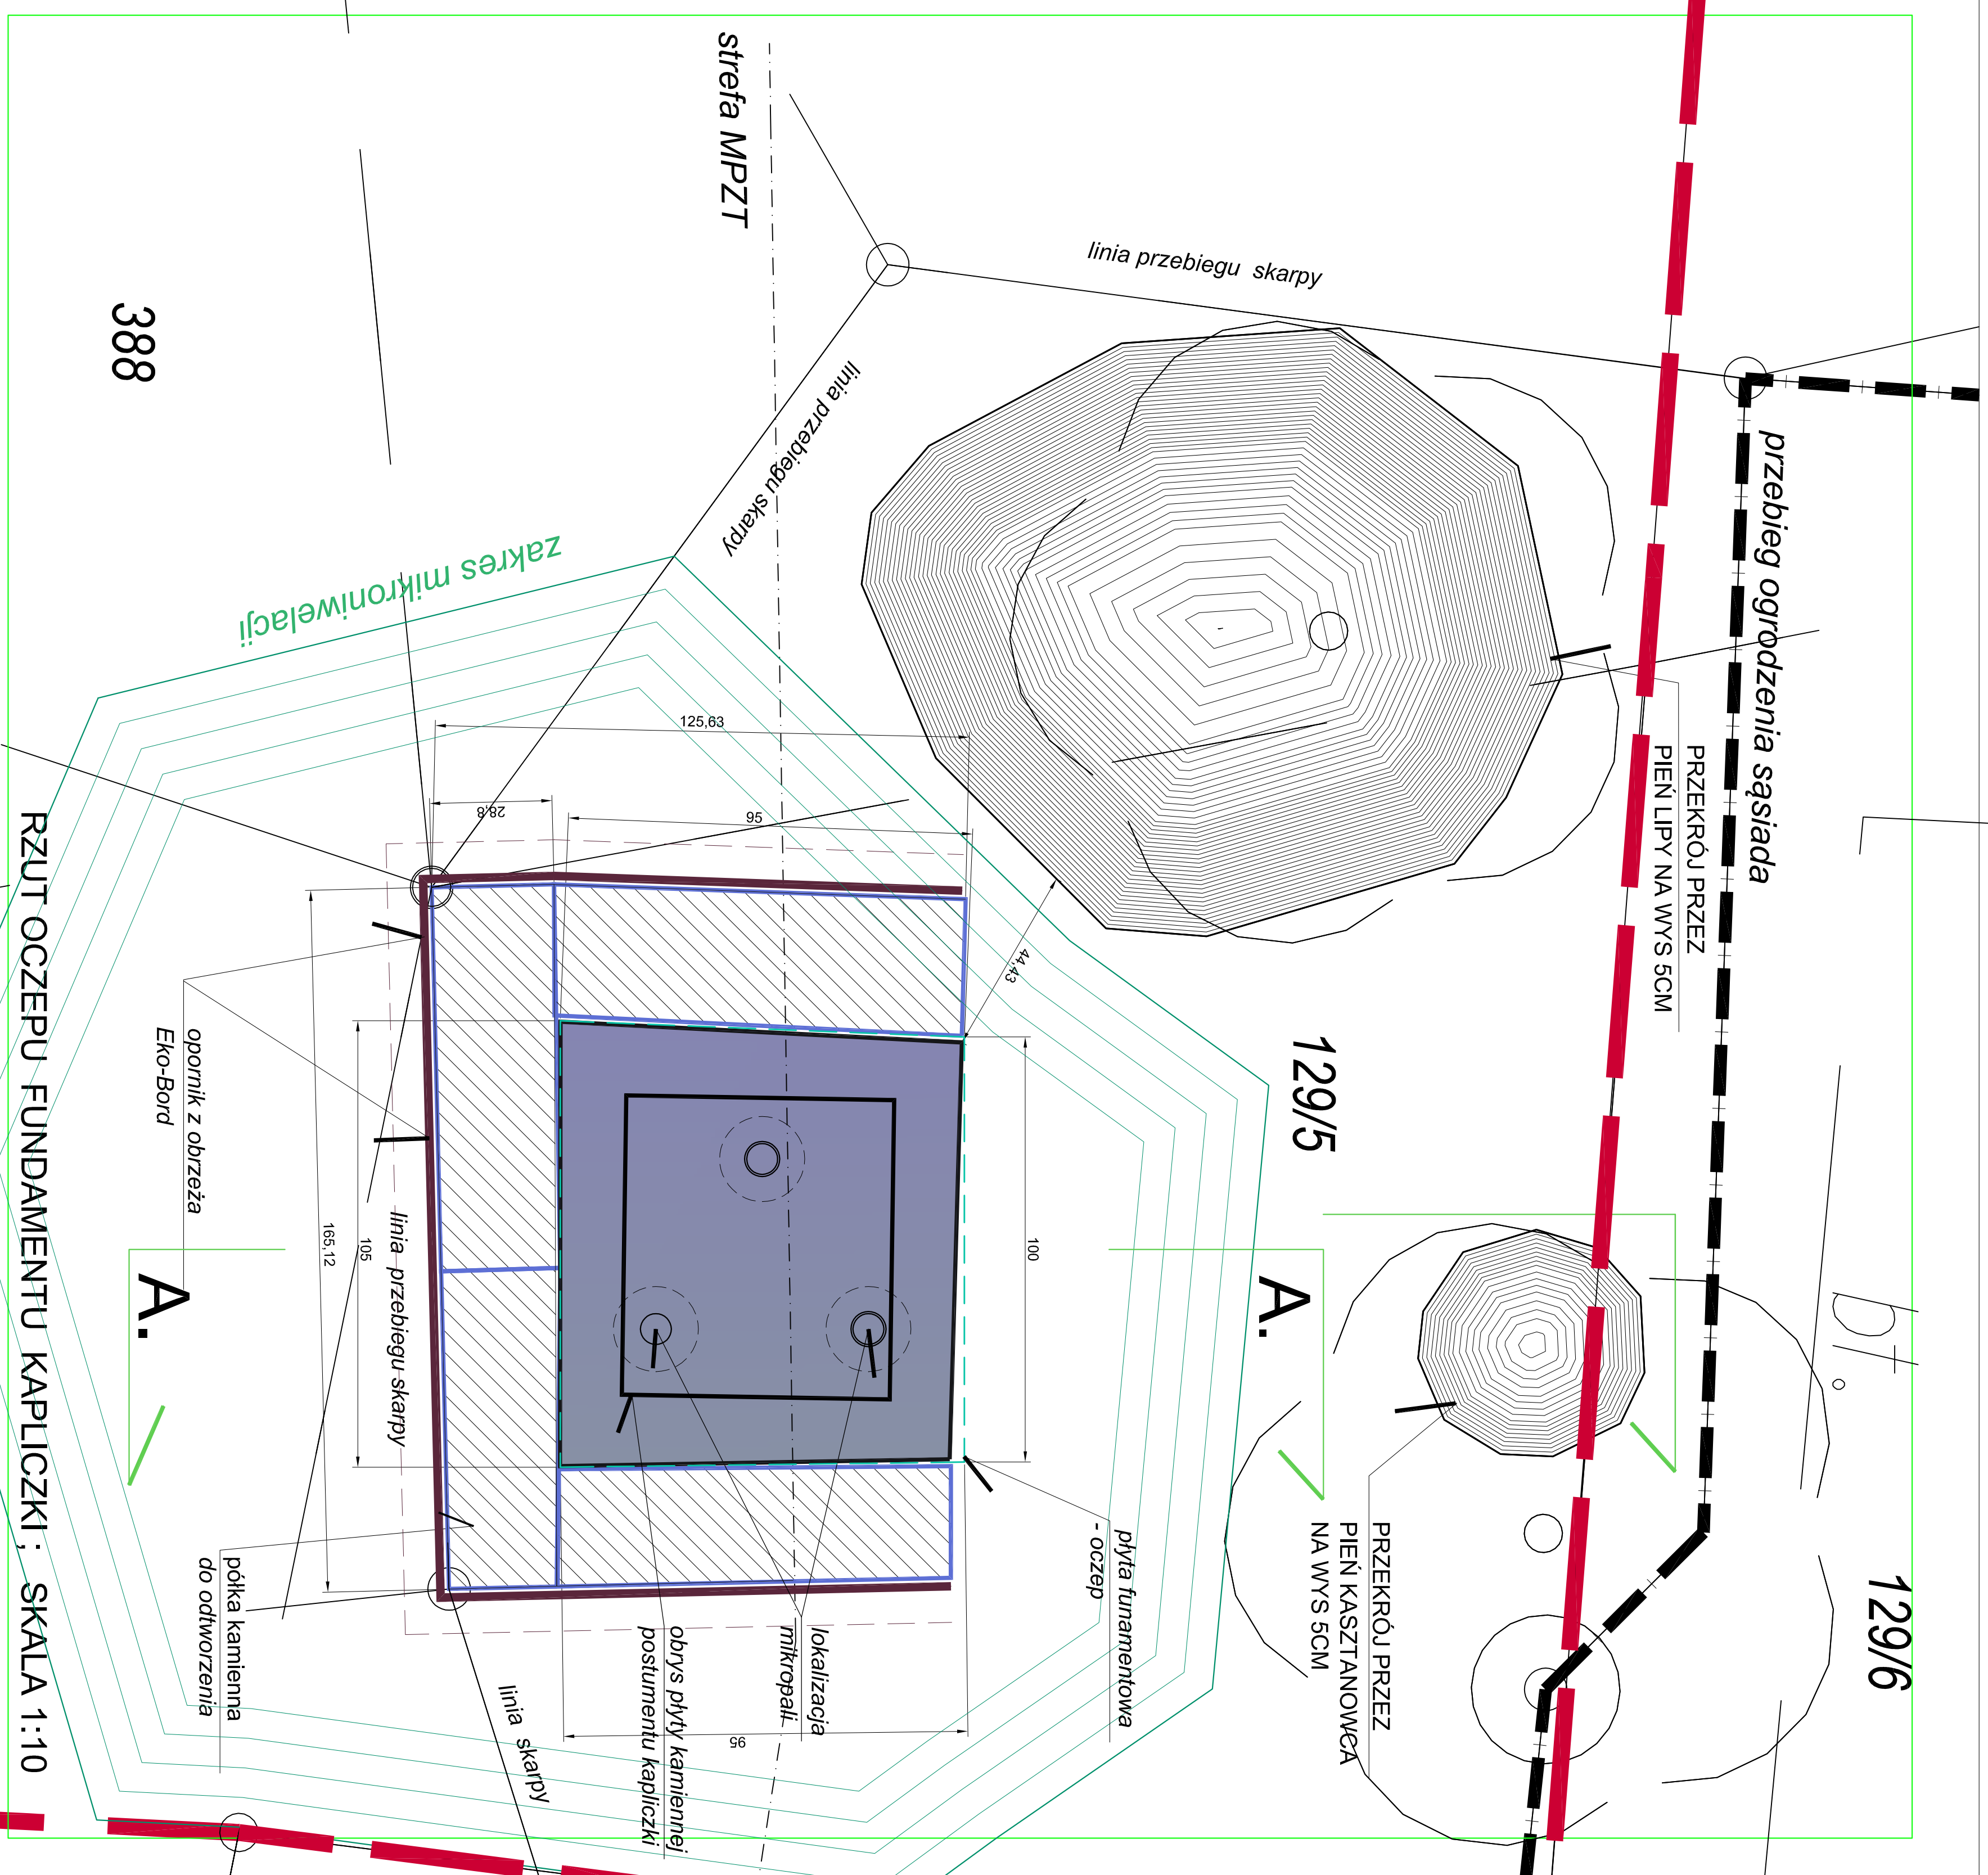 129/6
przebieg ogrodzenia sąsiada
PRZEKRÓJ PRZEZ
PIEŃ LIPY NA WYS 5CM
PRZEKRÓJ PRZEZ
PIEŃ KASZTANOWCA
NA WYS 5CM
129/5
linia przebiegu skarpy
A.
płyta funamentowa
- oczep
100
44,43
lokalizacja
mikropali
strefa MPZT
linia przebiegu skarpy
125,63
95
28,8
95
obrys płyty kamiennej
postumentu kapliczki
linia skarpy
zakres mikroniwelacji
linia przebiegu skarpy
105
165,12
półka kamienna
do odtworzenia
opornik z obrzeża
Eko-Bord
A.
388
RZUT OCZEPU FUNDAMENTU KAPLICZKI ; SKALA 1:10